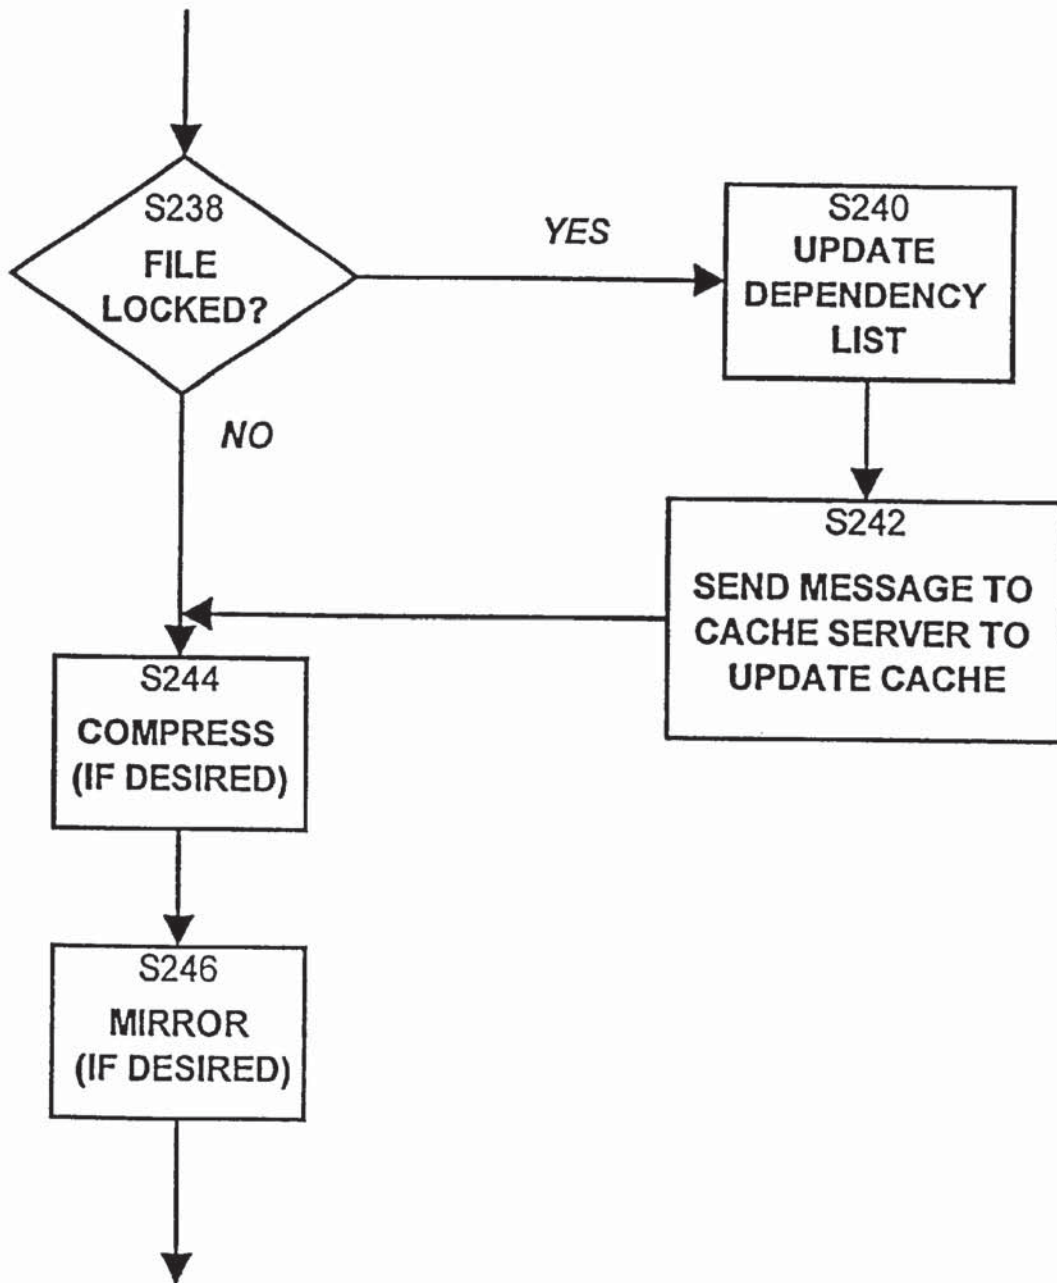 S238
FILE
LOCKED?
YES
S240
UPDATE
DEPENDENCY
LIST
NO
S242
SEND MESSAGE TO
CACHE SERVER TO
UPDATE CACHE
S244
COMPRESS
(IF DESIRED)
S246
MIRROR
(IF DESIRED)